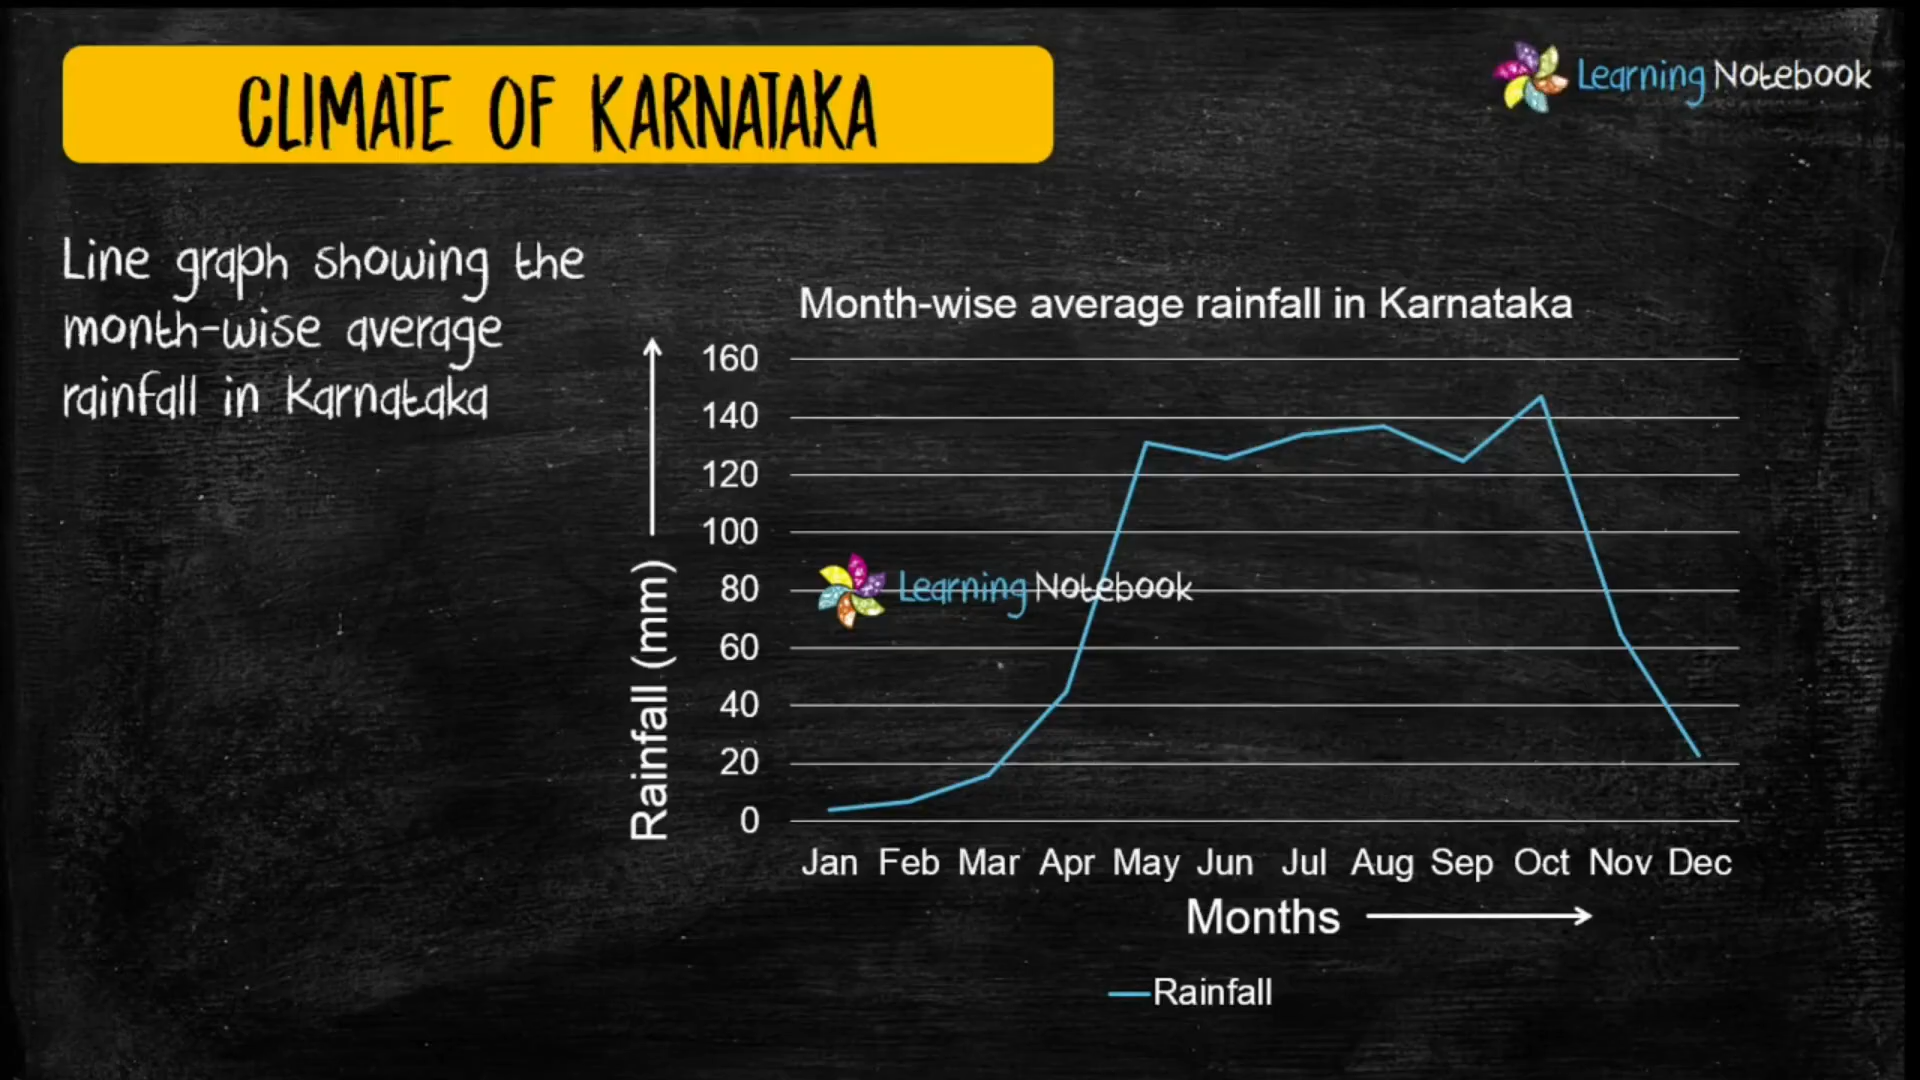 CLIMATE OF KARNATAKA
Learning Notebook
Line graph showing the
month-wise average
rainfall in Karnataka
Month-wise average rainfall in Karnataka
160
140
120
100
80
60
40
20
0
Rainfall (mm)
Learning Notebook
Jan Feb Mar Apr May Jun Jul Aug Sep Oct Nov Dec
Months
Rainfall